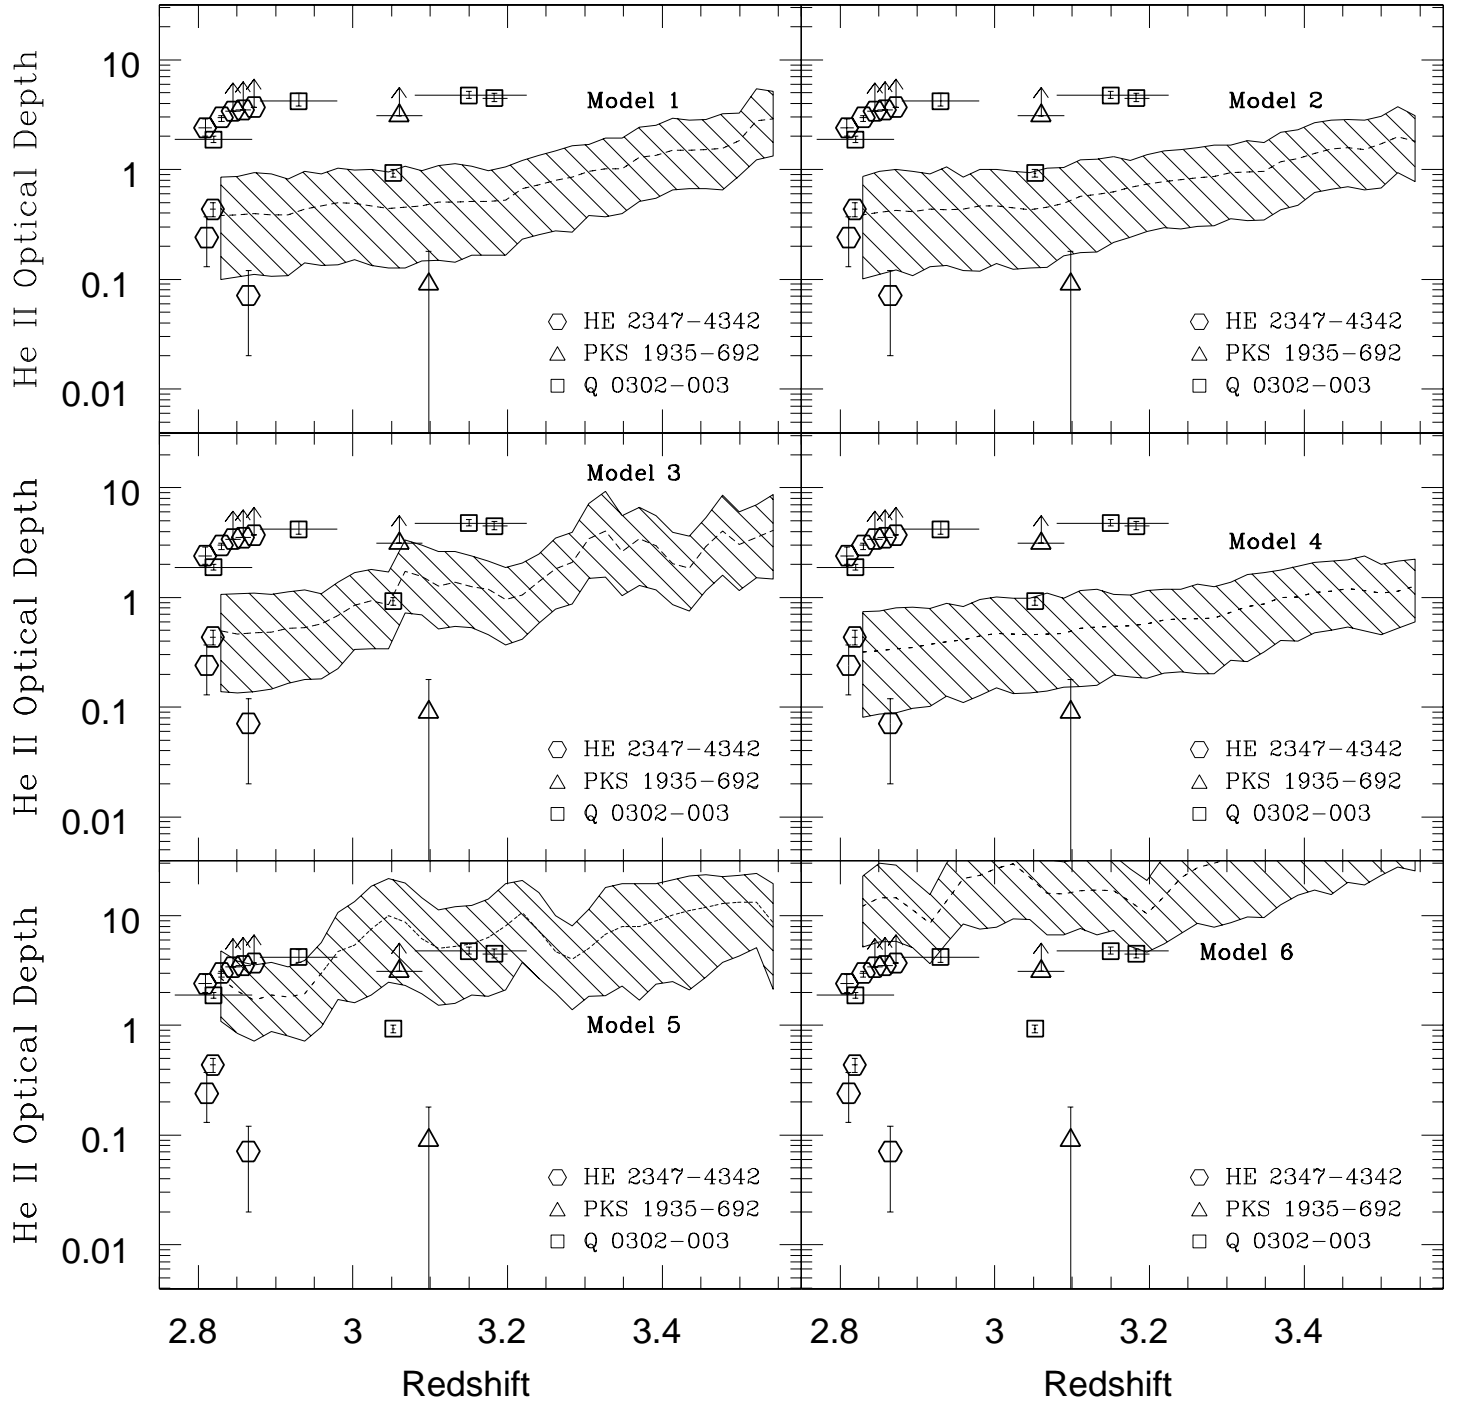 He II Optical Depth
10
1
0.1
0.01
Model 1
HE 2347-4342
PKS 1935-692
Q 0302-003
Model 2
HE 2347-4342
PKS 1935-692
Q 0302-003
He II Optical Depth
10
1
0.1
0.01
Model 3
HE 2347-4342
PKS 1935-692
Q 0302-003
Model 4
HE 2347-4342
PKS 1935-692
Q 0302-003
He II Optical Depth
10
1
0.1
0.01
Model 5
HE 2347-4342
PKS 1935-692
Q 0302-003
Model 6
HE 2347-4342
PKS 1935-692
Q 0302-003
2.8 3 3.2 3.4
2.8 3 3.2 3.4
Redshift
Redshift